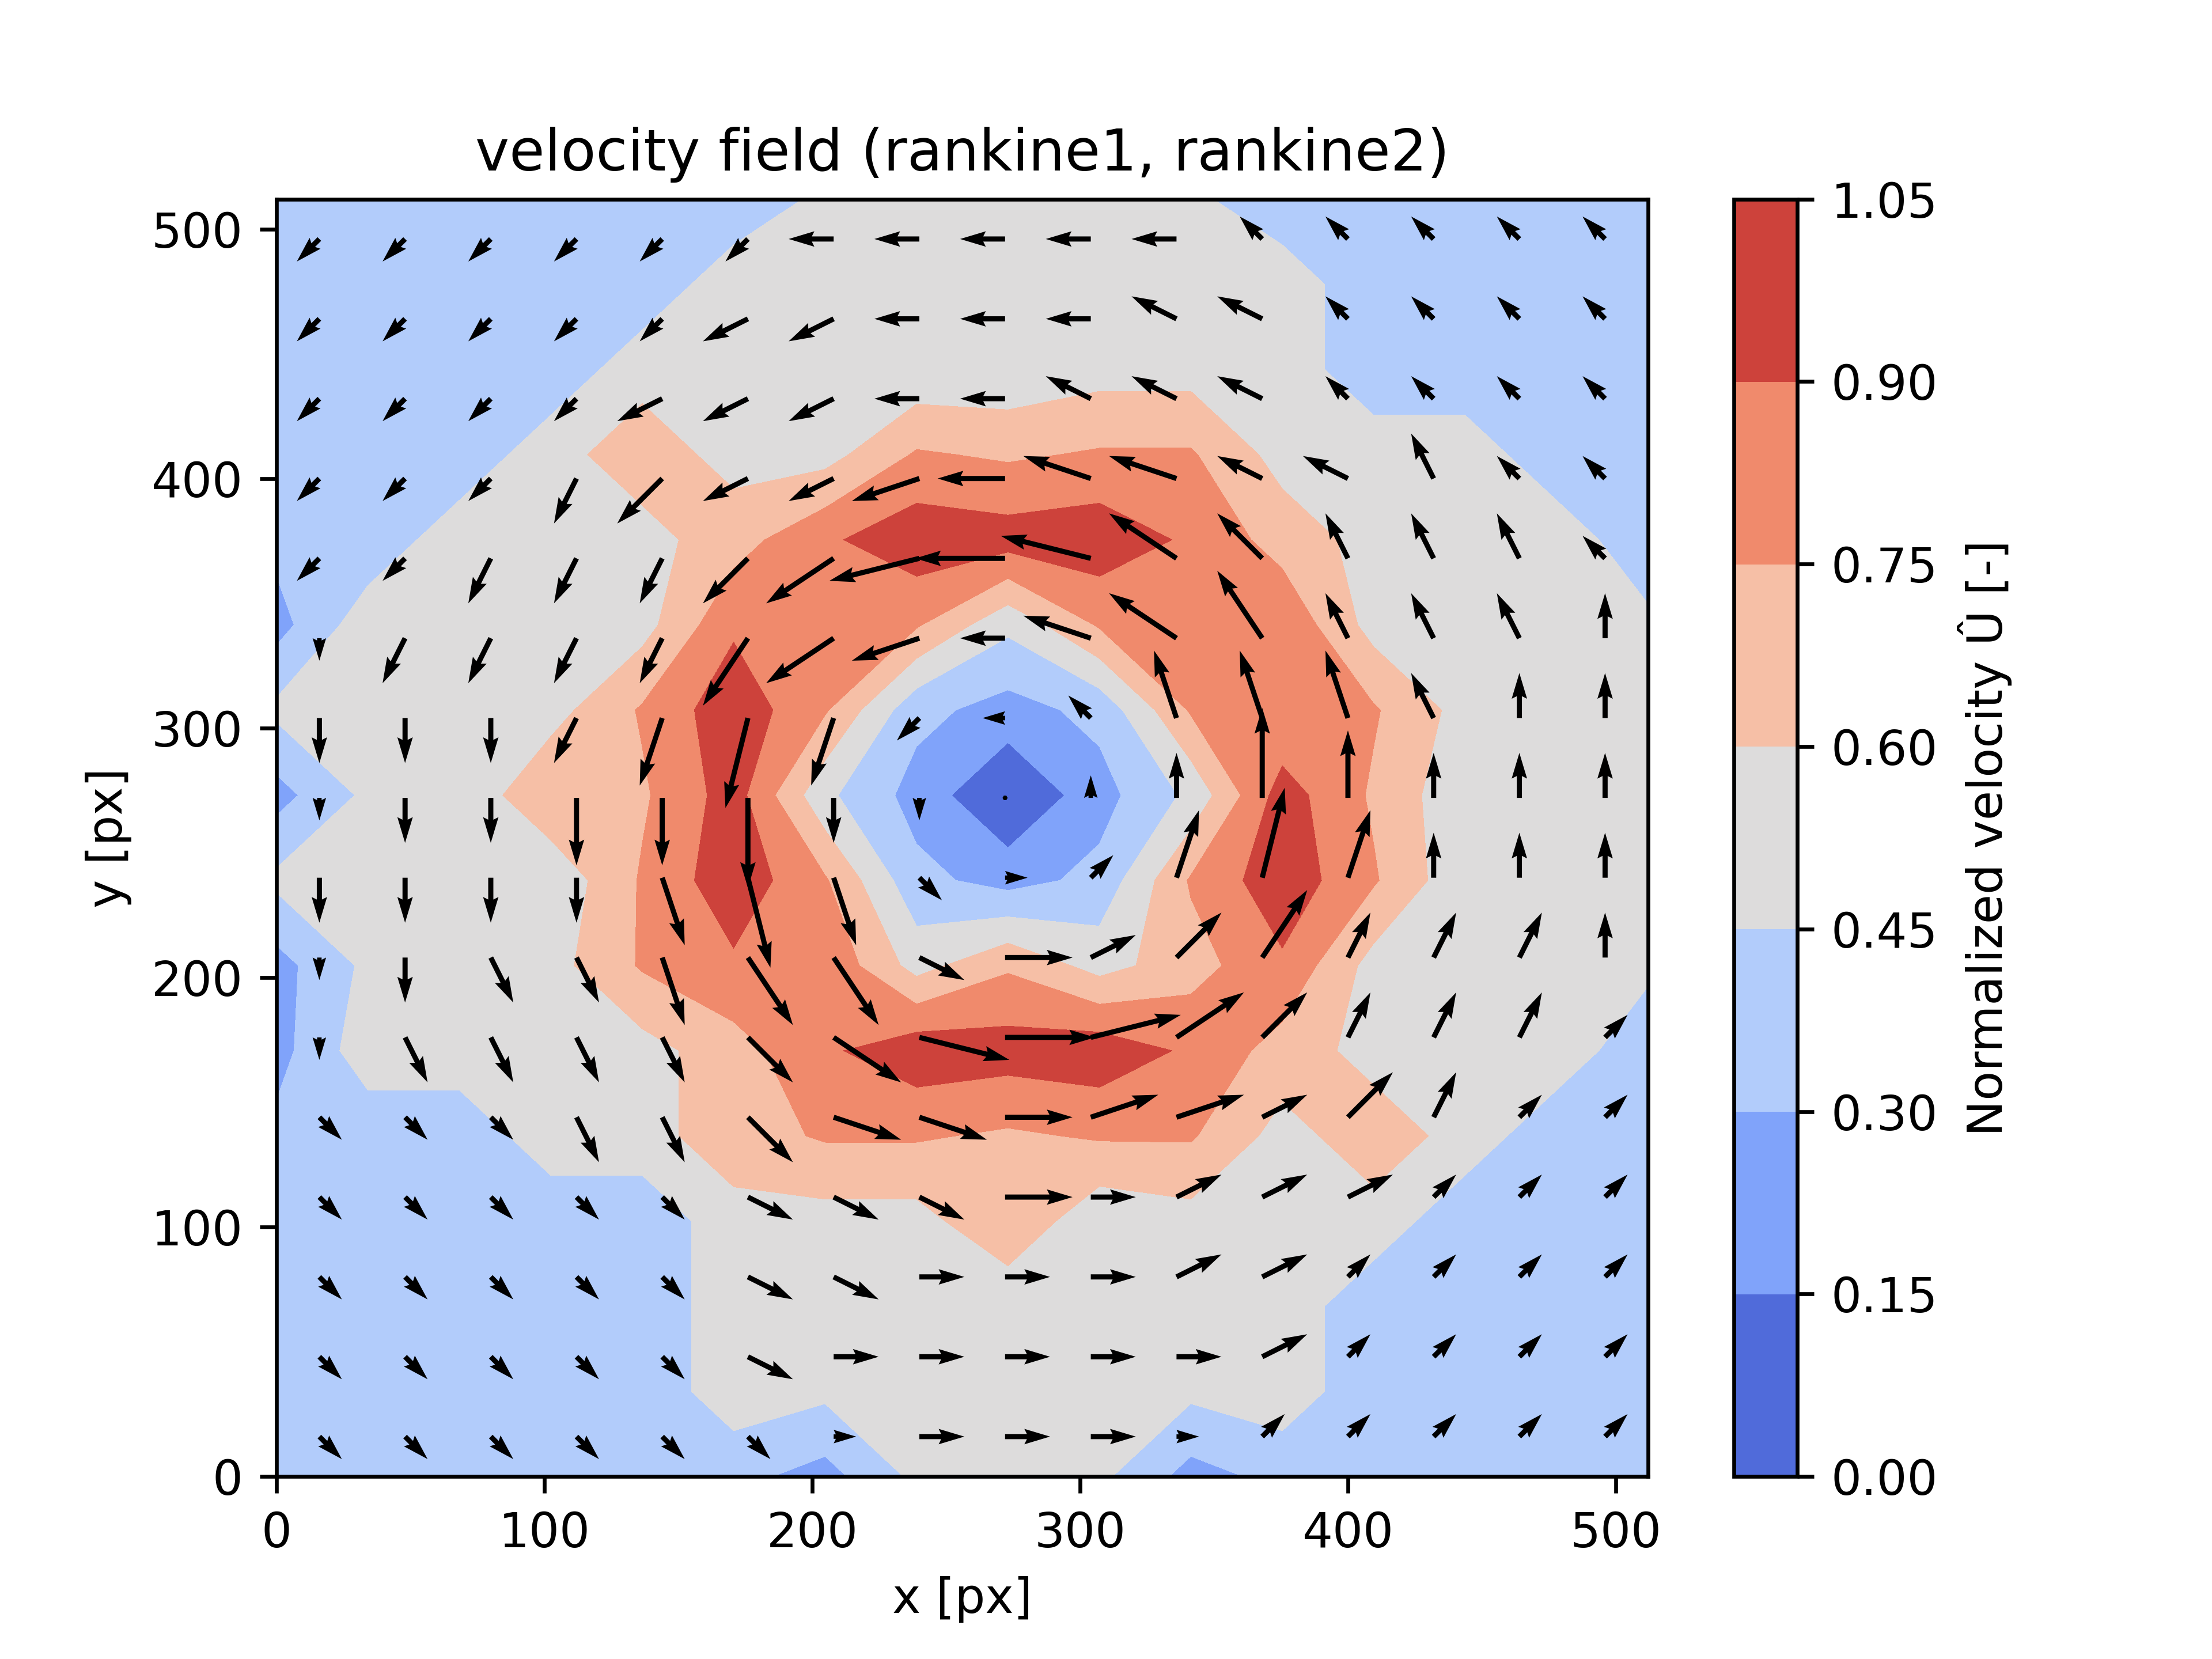 velocity field (rankine1, rankine2)
500
400
300
200
100
0
y [px]
0 100 200 300 400 500
x [px]
1.05
0.90
0.75
0.60
0.45
0.30
0.15
0.00
Normalized velocity Û [-]